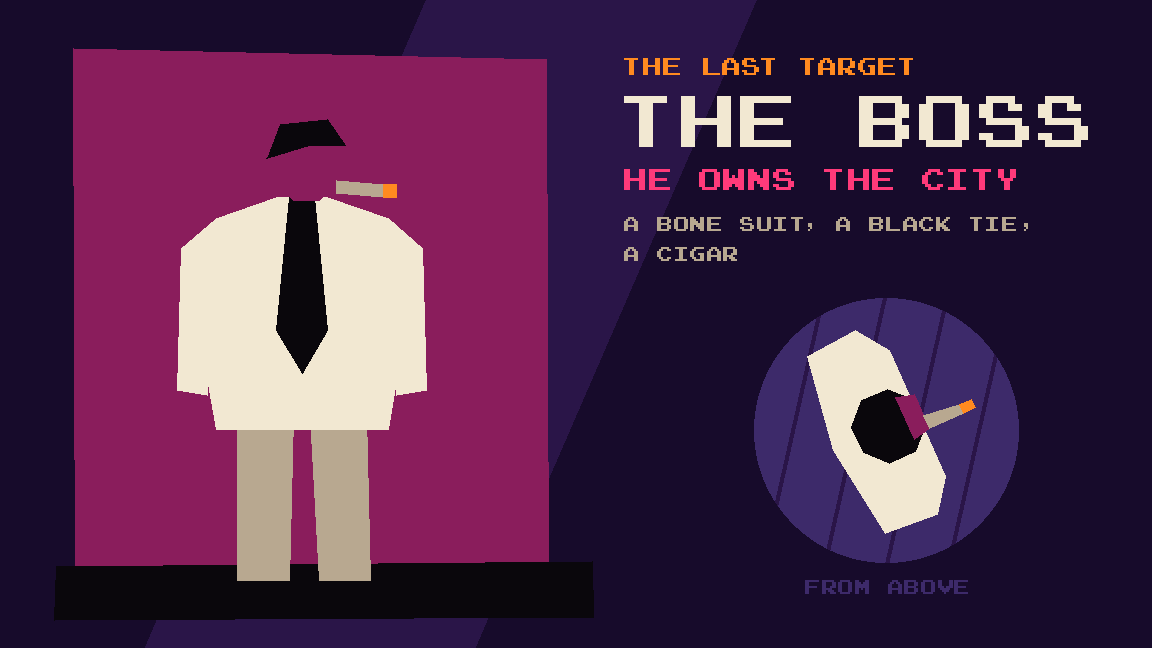 THE LAST TARGET
THE BOSS
HE OWNS THE CITY
A BONE SUIT, A BLACK TIE,
A CIGAR
FROM ABOVE